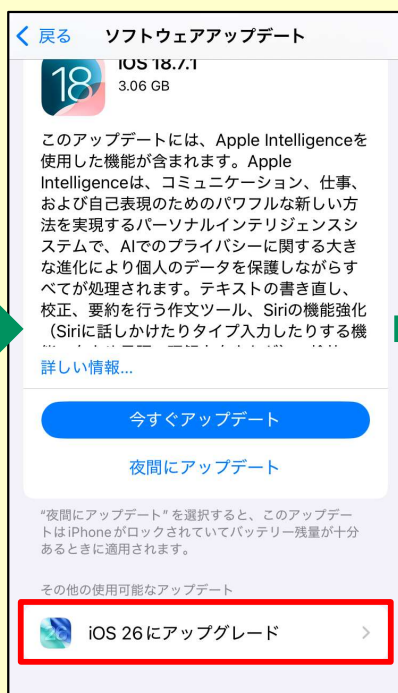 戻る ソフトウェアアップデート
iOS 18.7.1
18
3.06 GB
このアップデートには、Apple Intelligenceを
使用した機能が含まれます。Apple
Intelligenceは、コミュニケーション、仕事、
および自己表現のためのパワフルな新しい方
法を実現するパーソナルインテリジェンスシ
ステムで、AIでのプライバシーに関する大き
な進化により個人のデータを保護しながらす
べてが処理されます。テキストの書き直し、
校正、要約を行う作文ツール、Siriの機能強化
（Siriに話しかけたりタイプ入力したりする機
詳しい情報...
今すぐアップデート
夜間にアップデート
“夜間にアップデート” を選択すると、このアップデー
トはiPhoneがロックされていてバッテリー残量が十分
あるときに適用されます。
その他の使用可能なアップデート
26 iOS 26にアップグレード